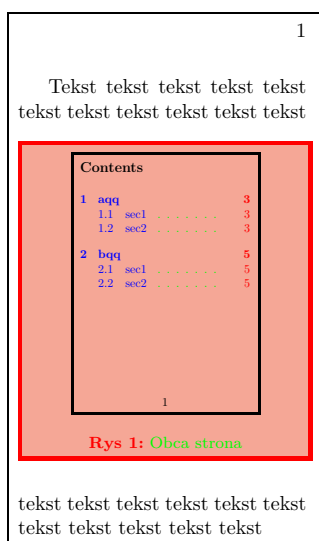 1
Tekst tekst tekst tekst tekst
tekst tekst tekst tekst tekst tekst
Contents
1 aqq 3
1.1 sec1 . . . . . . . 3
1.2 sec2 . . . . . . . 3
2 bqq 5
2.1 sec1 . . . . . . . 5
2.2 sec2 . . . . . . . 5
1
Rys 1: Obca strona
tekst tekst tekst tekst tekst tekst
tekst tekst tekst tekst tekst